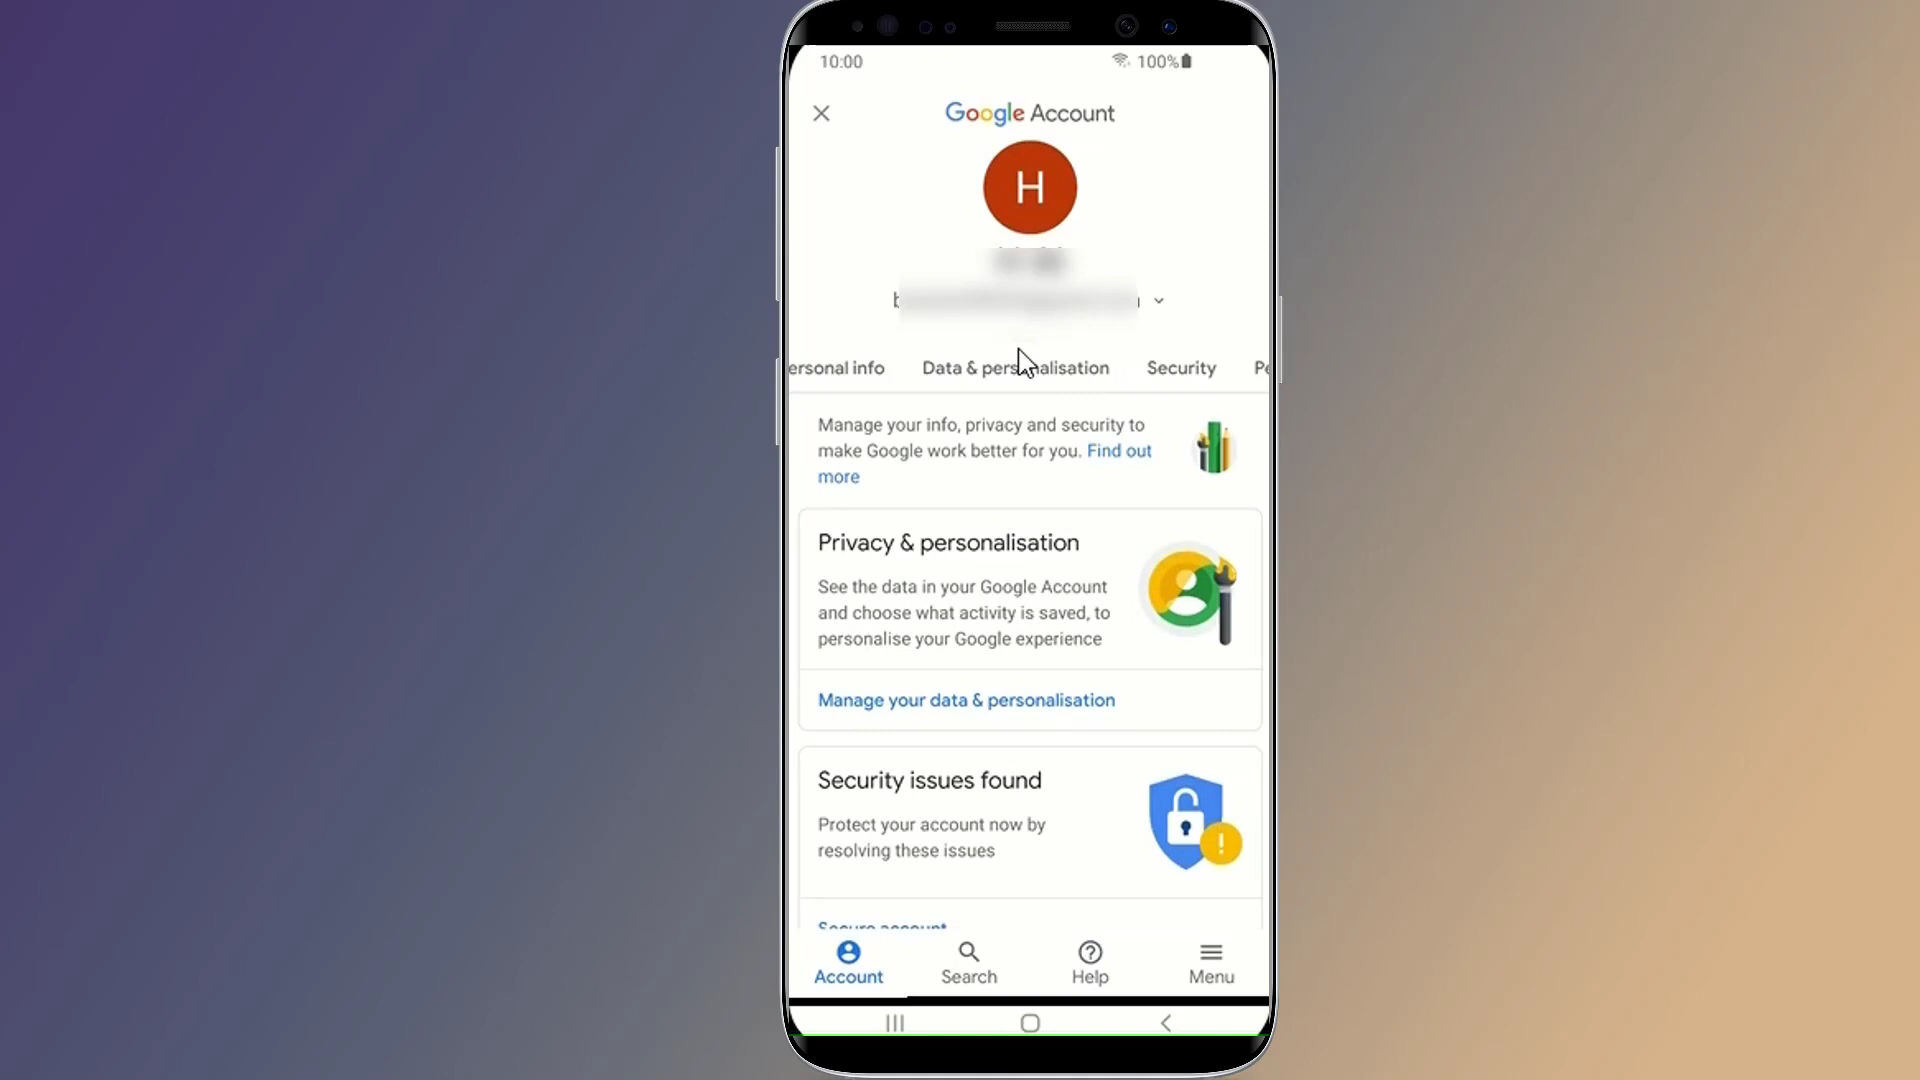 10:00
100%
Google Account
H
ersonal info Data & personalisation Security Pe
Manage your info, privacy and security to
make Google work better for you. Find out
more
Privacy & personalisation
See the data in your Google Account
and choose what activity is saved, to
personalise your Google experience
Manage your data & personalisation
Security issues found
Protect your account now by
resolving these issues
Secure account
Account Search Help Menu